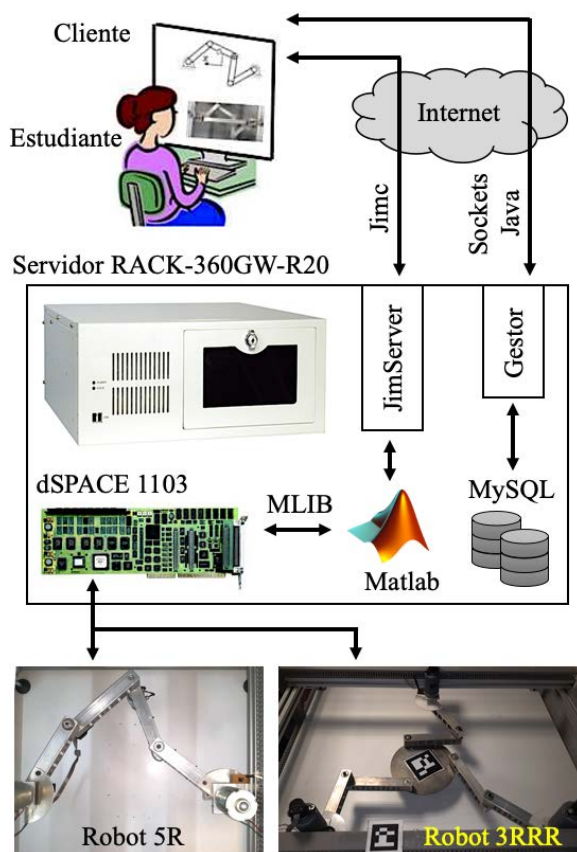 Cliente
Estudiante
Internet
Jimc
Sockets
Java
Servidor RACK-360GW-R20
JimServer
Gestor
dSPACE 1103
MLIB
Matlab
MySQL
Robot 5R
Robot 3RRR